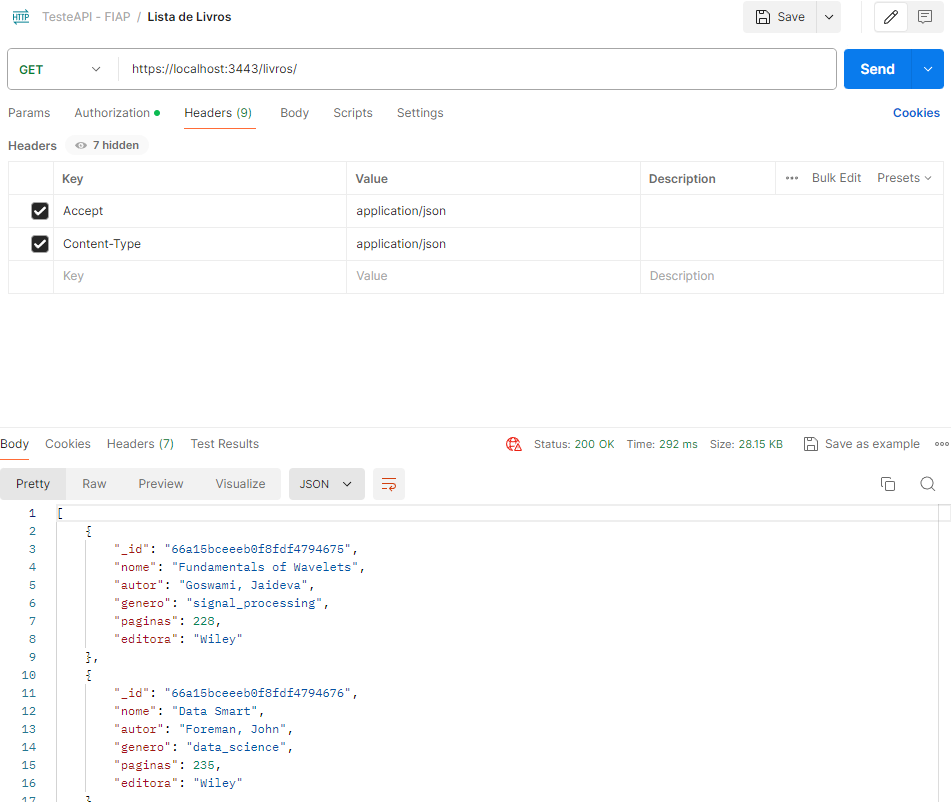 HTTP TesteAPI - FIAP / Lista de Livros Save
GET https://localhost:3443/livros/ Send
Params Authorization Headers (9) Body Scripts Settings Cookies
Headers 7 hidden
Key Value Description ••• Bulk Edit Presets
Accept application/json
Content-Type application/json
Key Value Description
Body Cookies Headers (7) Test Results Status: 200 OK Time: 292 ms Size: 28.15 KB Save as example
Pretty Raw Preview Visualize JSON
1 [
2 {
3 "_id": "66a15bceeeb0f8fdf4794675",
4 "nome": "Fundamentals of Wavelets",
5 "autor": "Goswami, Jaideva",
6 "genero": "signal_processing",
7 "paginas": 228,
8 "editora": "Wiley"
9 },
10 {
11 "_id": "66a15bceeeb0f8fdf4794676",
12 "nome": "Data Smart",
13 "autor": "Foreman, John",
14 "genero": "data_science",
15 "paginas": 235,
16 "editora": "Wiley"
17 }